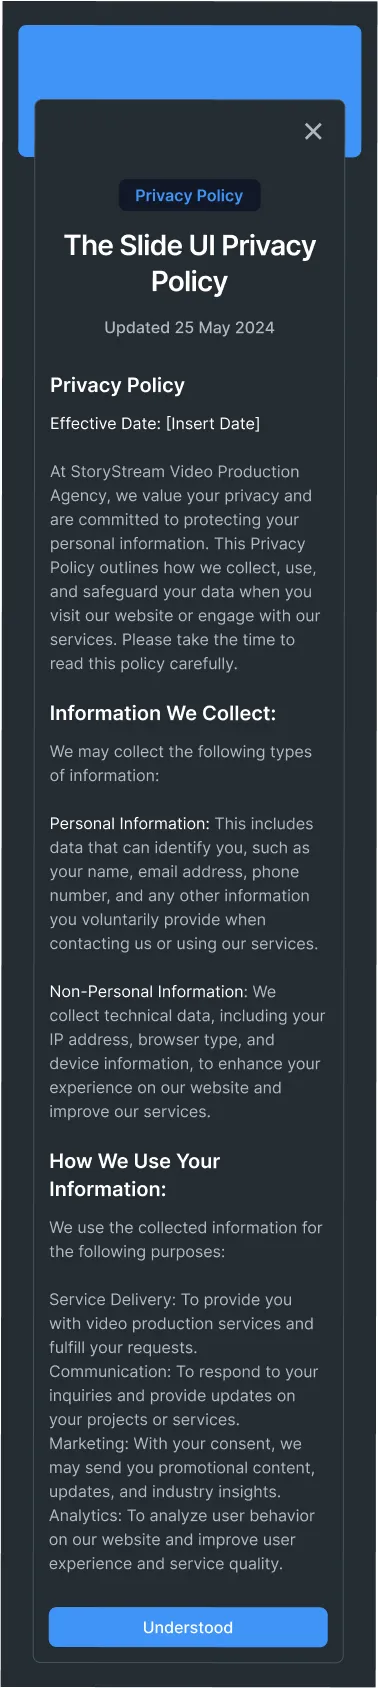 Privacy Policy
The Slide UI Privacy
Policy
Updated 25 May 2024
Privacy Policy
Effective Date: [Insert Date]
At StoryStream Video Production
Agency, we value your privacy and
are committed to protecting your
personal information. This Privacy
Policy outlines how we collect, use,
and safeguard your data when you
visit our website or engage with our
services. Please take the time to
read this policy carefully.
Information We Collect:
We may collect the following types
of information:
Personal Information: This includes
data that can identify you, such as
your name, email address, phone
number, and any other information
you voluntarily provide when
contacting us or using our services.
Non-Personal Information: We
collect technical data, including your
IP address, browser type, and
device information, to enhance your
experience on our website and
improve our services.
How We Use Your
Information:
We use the collected information for
the following purposes:
Service Delivery: To provide you
with video production services and
fulfill your requests.
Communication: To respond to your
inquiries and provide updates on
your projects or services.
Marketing: With your consent, we
may send you promotional content,
updates, and industry insights.
Analytics: To analyze user behavior
on our website and improve user
experience and service quality.
Understood